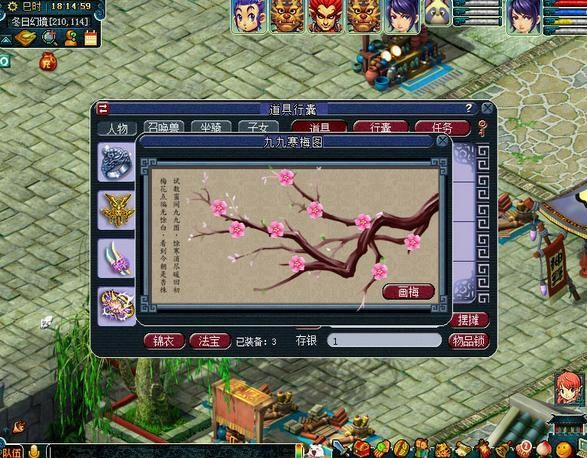 巳时 18:14:59
冬日幻境[210,114]
道具行囊
?
人物 召唤兽 坐骑 子女 道具 行囊 任务
九九寒梅图
试数窗间九九图，惊寒消尽暖回初
梅花点遍无惊白，看到今朝是杏株
画梅
摆摊
锦衣 法宝 已装备:3 存银 1 物品锁
队伍